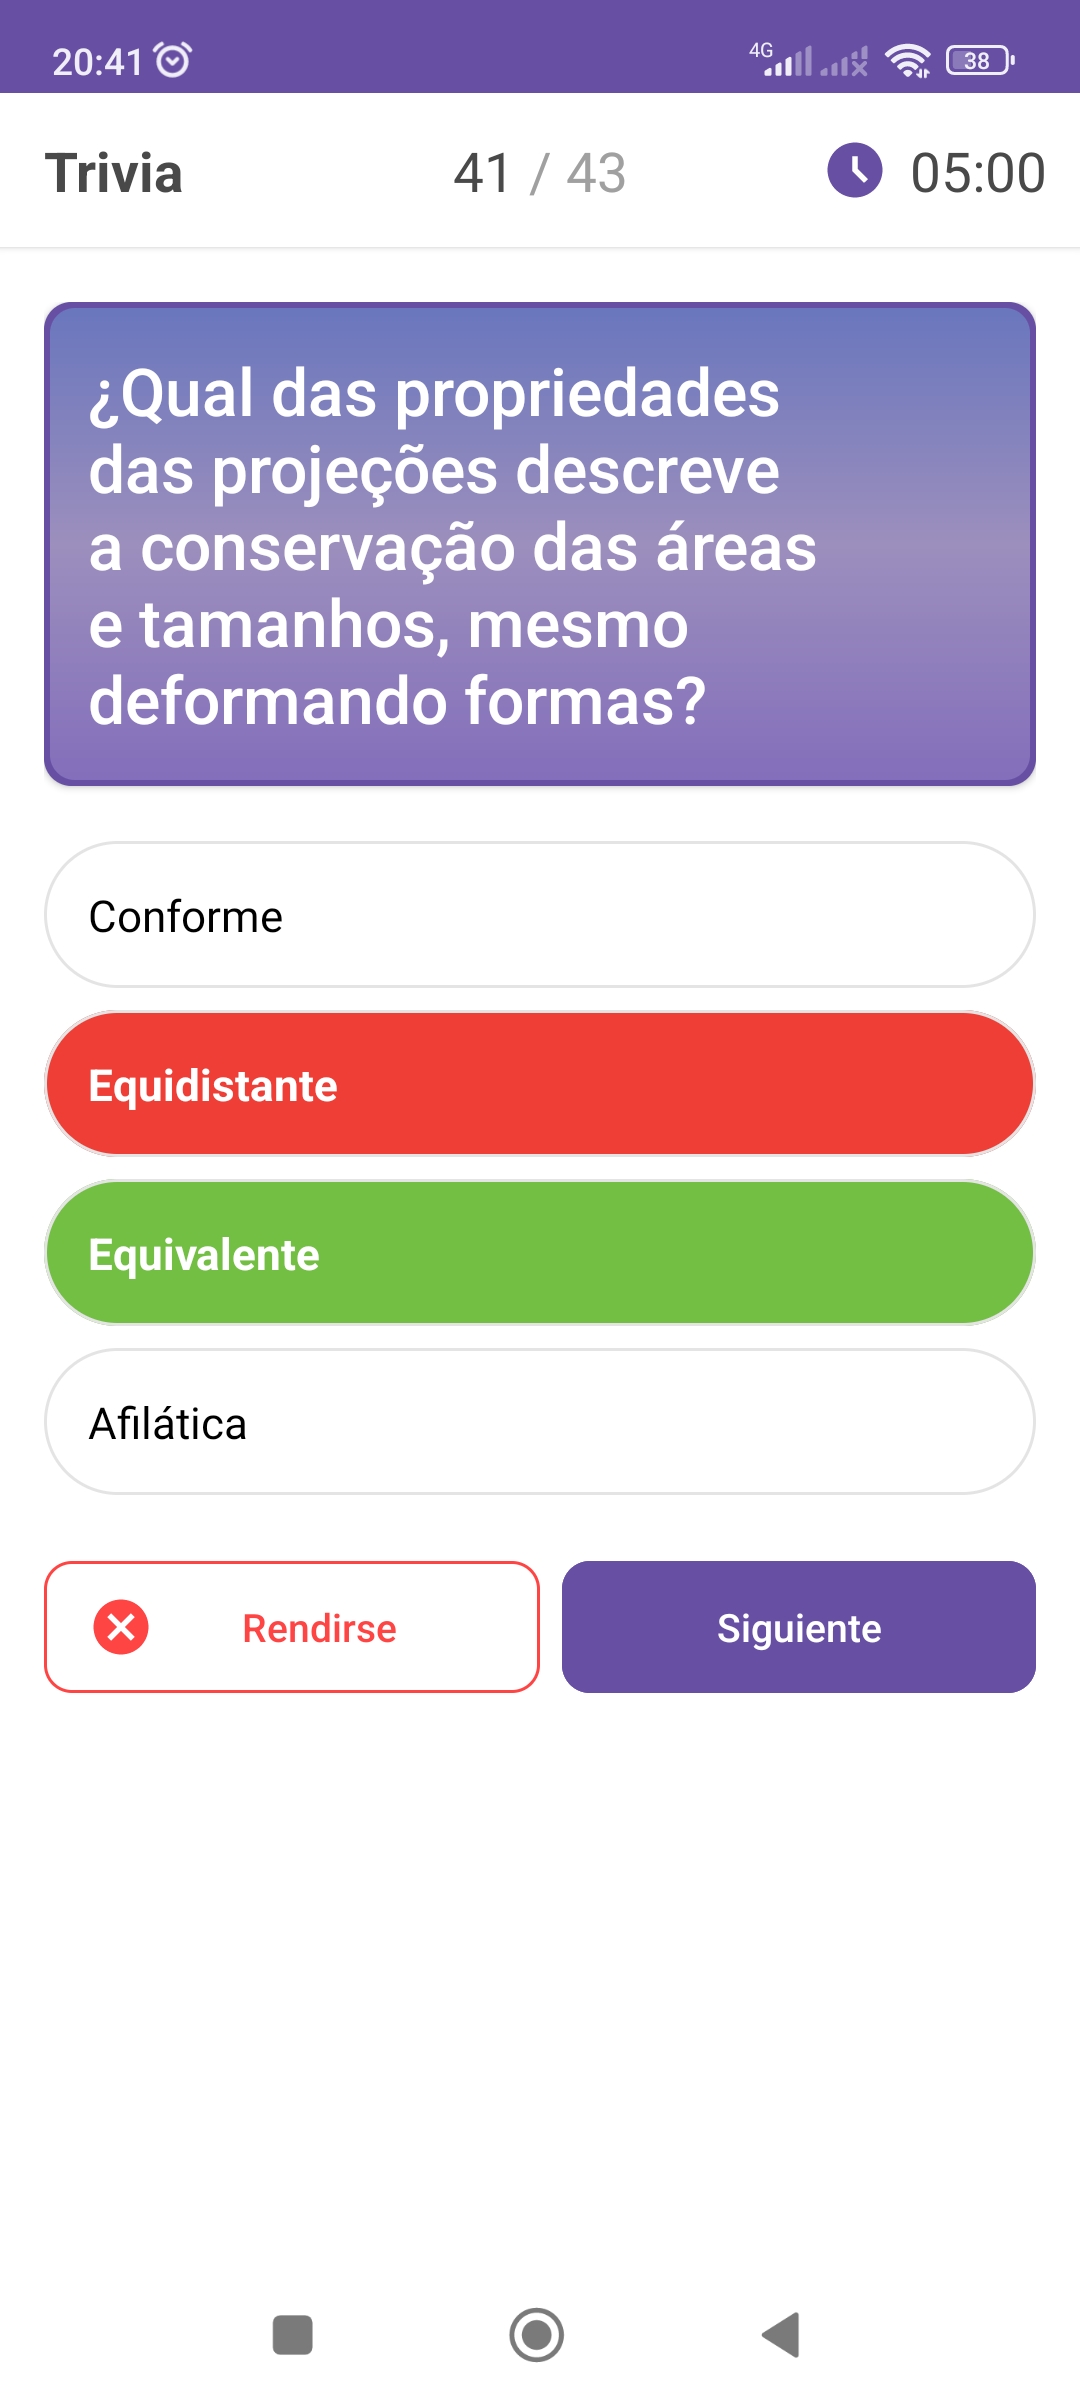 20:41
4G
38
Trivia
41 / 43
05:00
¿Qual das propriedades
das projeções descreve
a conservação das áreas
e tamanhos, mesmo
deformando formas?
Conforme
Equidistante
Equivalente
Afilática
Rendirse
Siguiente